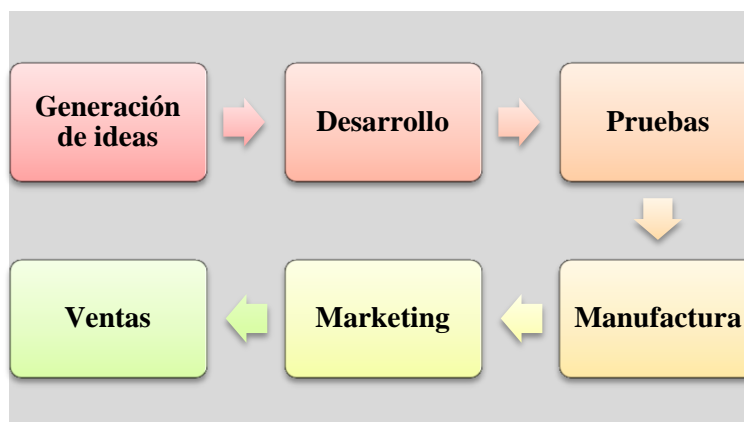 Generación
de ideas
Desarrollo
Pruebas
Manufactura
Marketing
Ventas